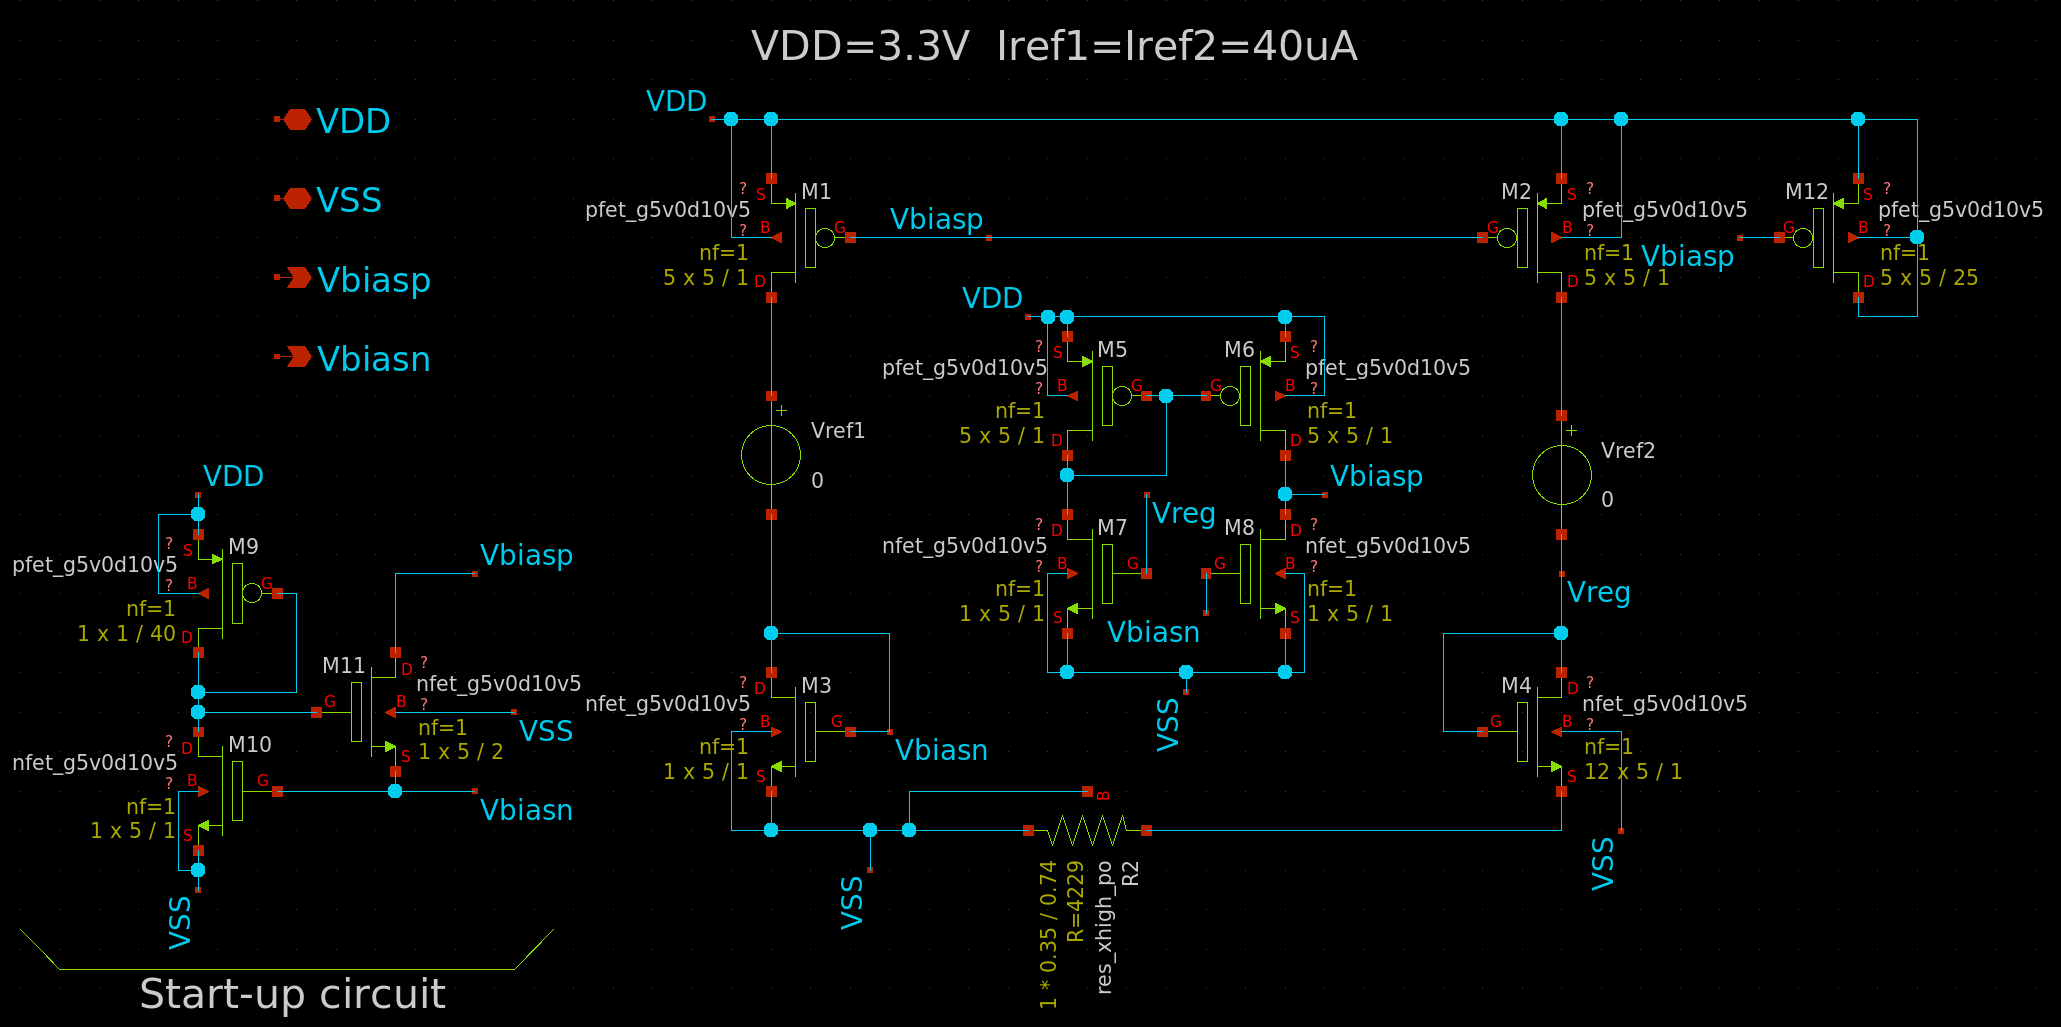 VDD=3.3V  Iref1=Iref2=40uA
VDD
VSS
Vbiasp
Vbiasn
VDD
M1
pfet_g5v0d10v5
nf=1
5 x 5 / 1
? S
? B
G
D
Vbiasp
M2
pfet_g5v0d10v5
nf=1
5 x 5 / 1
S ?
B ?
G
D
Vbiasp
M12
pfet_g5v0d10v5
nf=1
5 x 5 / 25
S ?
B ?
G
D
VDD
M5
pfet_g5v0d10v5
nf=1
5 x 5 / 1
? S
? B
G
D
M6
pfet_g5v0d10v5
nf=1
5 x 5 / 1
S ?
B ?
G
D
Vbiasp
Vref1
0
+
Vref2
0
+
Vreg
M7
nfet_g5v0d10v5
nf=1
1 x 5 / 1
? D
? B
G
S
Vreg
M8
nfet_g5v0d10v5
nf=1
1 x 5 / 1
D ?
B ?
G
S
Vbiasn
VSS
M3
nfet_g5v0d10v5
nf=1
1 x 5 / 1
? D
? B
G
S
Vbiasn
M4
nfet_g5v0d10v5
nf=1
12 x 5 / 1
D ?
B ?
G
S
VSS
VSS
B
R2
res_xhigh_po
R=4229
1 * 0.35 / 0.74
VDD
M9
pfet_g5v0d10v5
nf=1
1 x 1 / 40
? S
? B
G
D
Vbiasp
M11
nfet_g5v0d10v5
nf=1
1 x 5 / 2
D ?
B ?
G
S
VSS
M10
nfet_g5v0d10v5
nf=1
1 x 5 / 1
? D
? B
G
S
Vbiasn
VSS
Start-up circuit